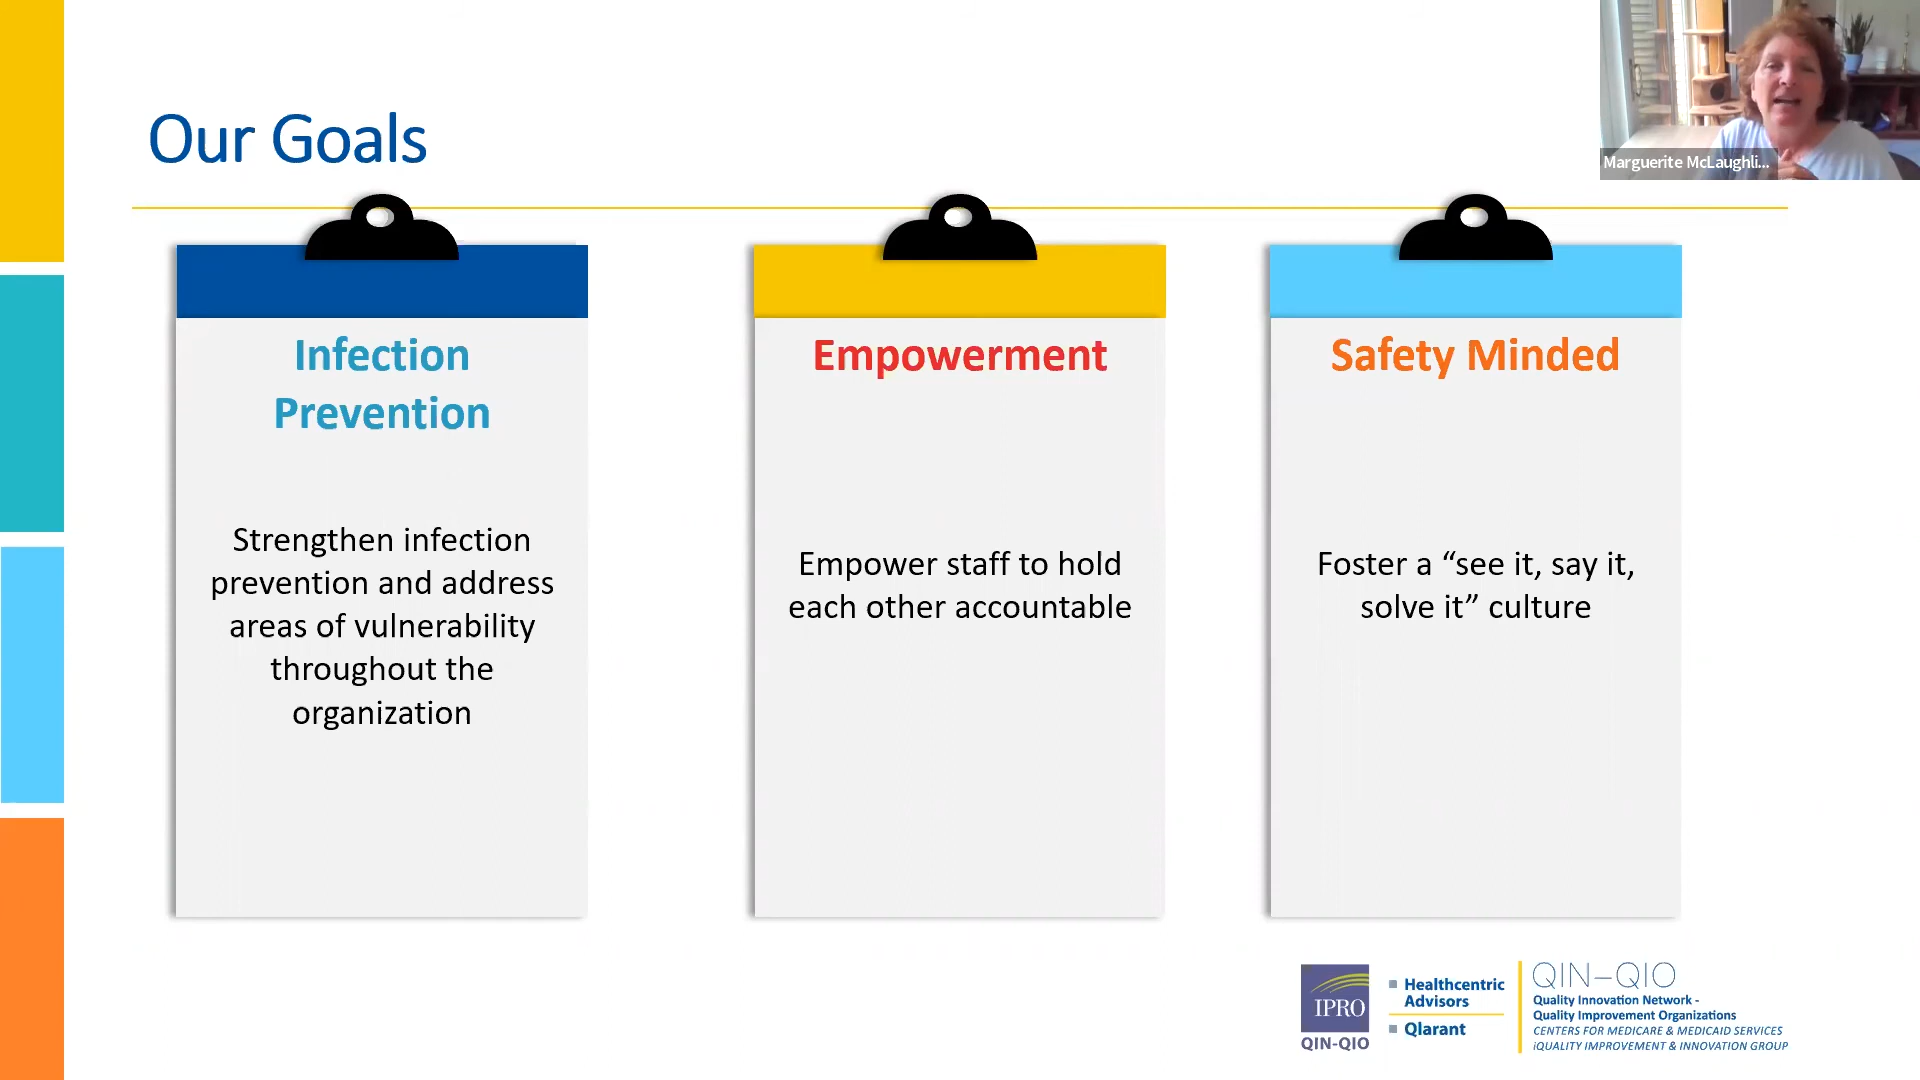 Our Goals
Marguerite McLaughli...
Infection
Prevention
Strengthen infection
prevention and address
areas of vulnerability
throughout the
organization
Empowerment
Empower staff to hold
each other accountable
Safety Minded
Foster a “see it, say it,
solve it” culture
IPRO
QIN-QIO
Healthcentric
Advisors
Qlarant
QIN–QIO
Quality Innovation Network -
Quality Improvement Organizations
CENTERS FOR MEDICARE & MEDICAID SERVICES
iQUALITY IMPROVEMENT & INNOVATION GROUP